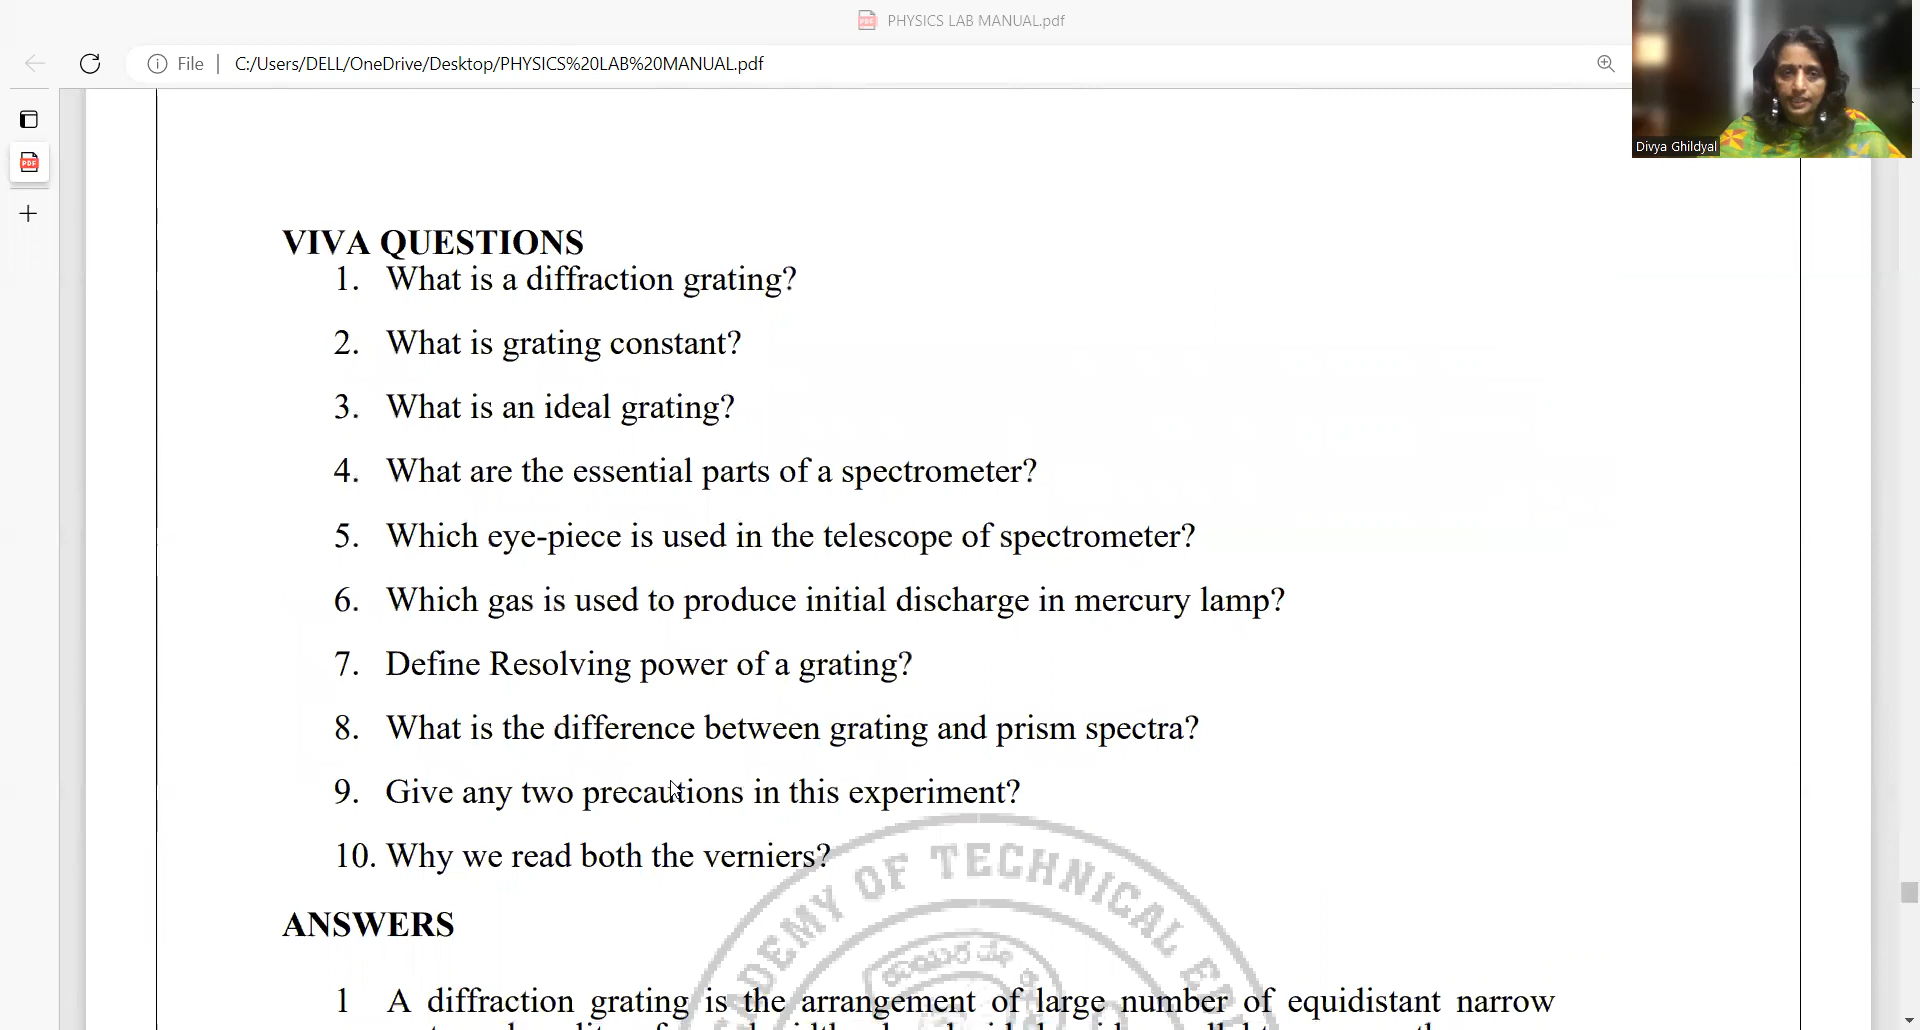 PHYSICS LAB MANUAL.pdf
File
C:/Users/DELL/OneDrive/Desktop/PHYSICS%20LAB%20MANUAL.pdf
Divya Ghildyal
VIVA QUESTIONS
1. What is a diffraction grating?
2. What is grating constant?
3. What is an ideal grating?
4. What are the essential parts of a spectrometer?
5. Which eye-piece is used in the telescope of spectrometer?
6. Which gas is used to produce initial discharge in mercury lamp?
7. Define Resolving power of a grating?
8. What is the difference between grating and prism spectra?
9. Give any two precautions in this experiment?
10. Why we read both the verniers?
OF TECHNICAL
ANSWERS
1 A diffraction grating is the arrangement of large number of equidistant narrow